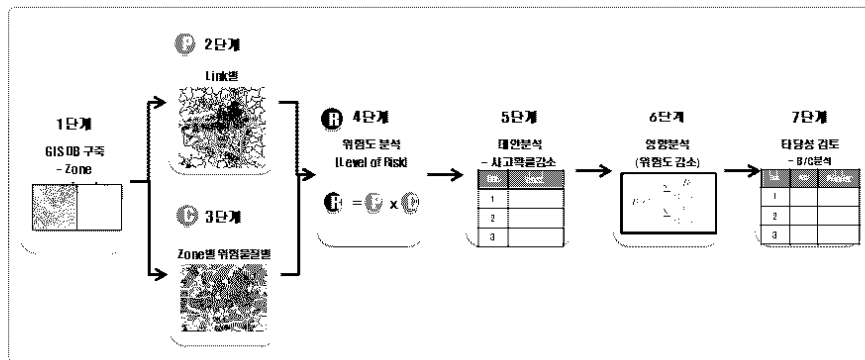 1단계
GIS DB 구축
- Zone
P 2단계
Link별
C 3단계
Zone별 위험물질별
R 4단계
위험도 분석
(Level of Risk)
R = P x C
5단계
대안분석
- 사고확률감소
1
2
3
6단계
영향분석
(위험도 감소)
7단계
타당성 검토
- B/C분석
1
2
3